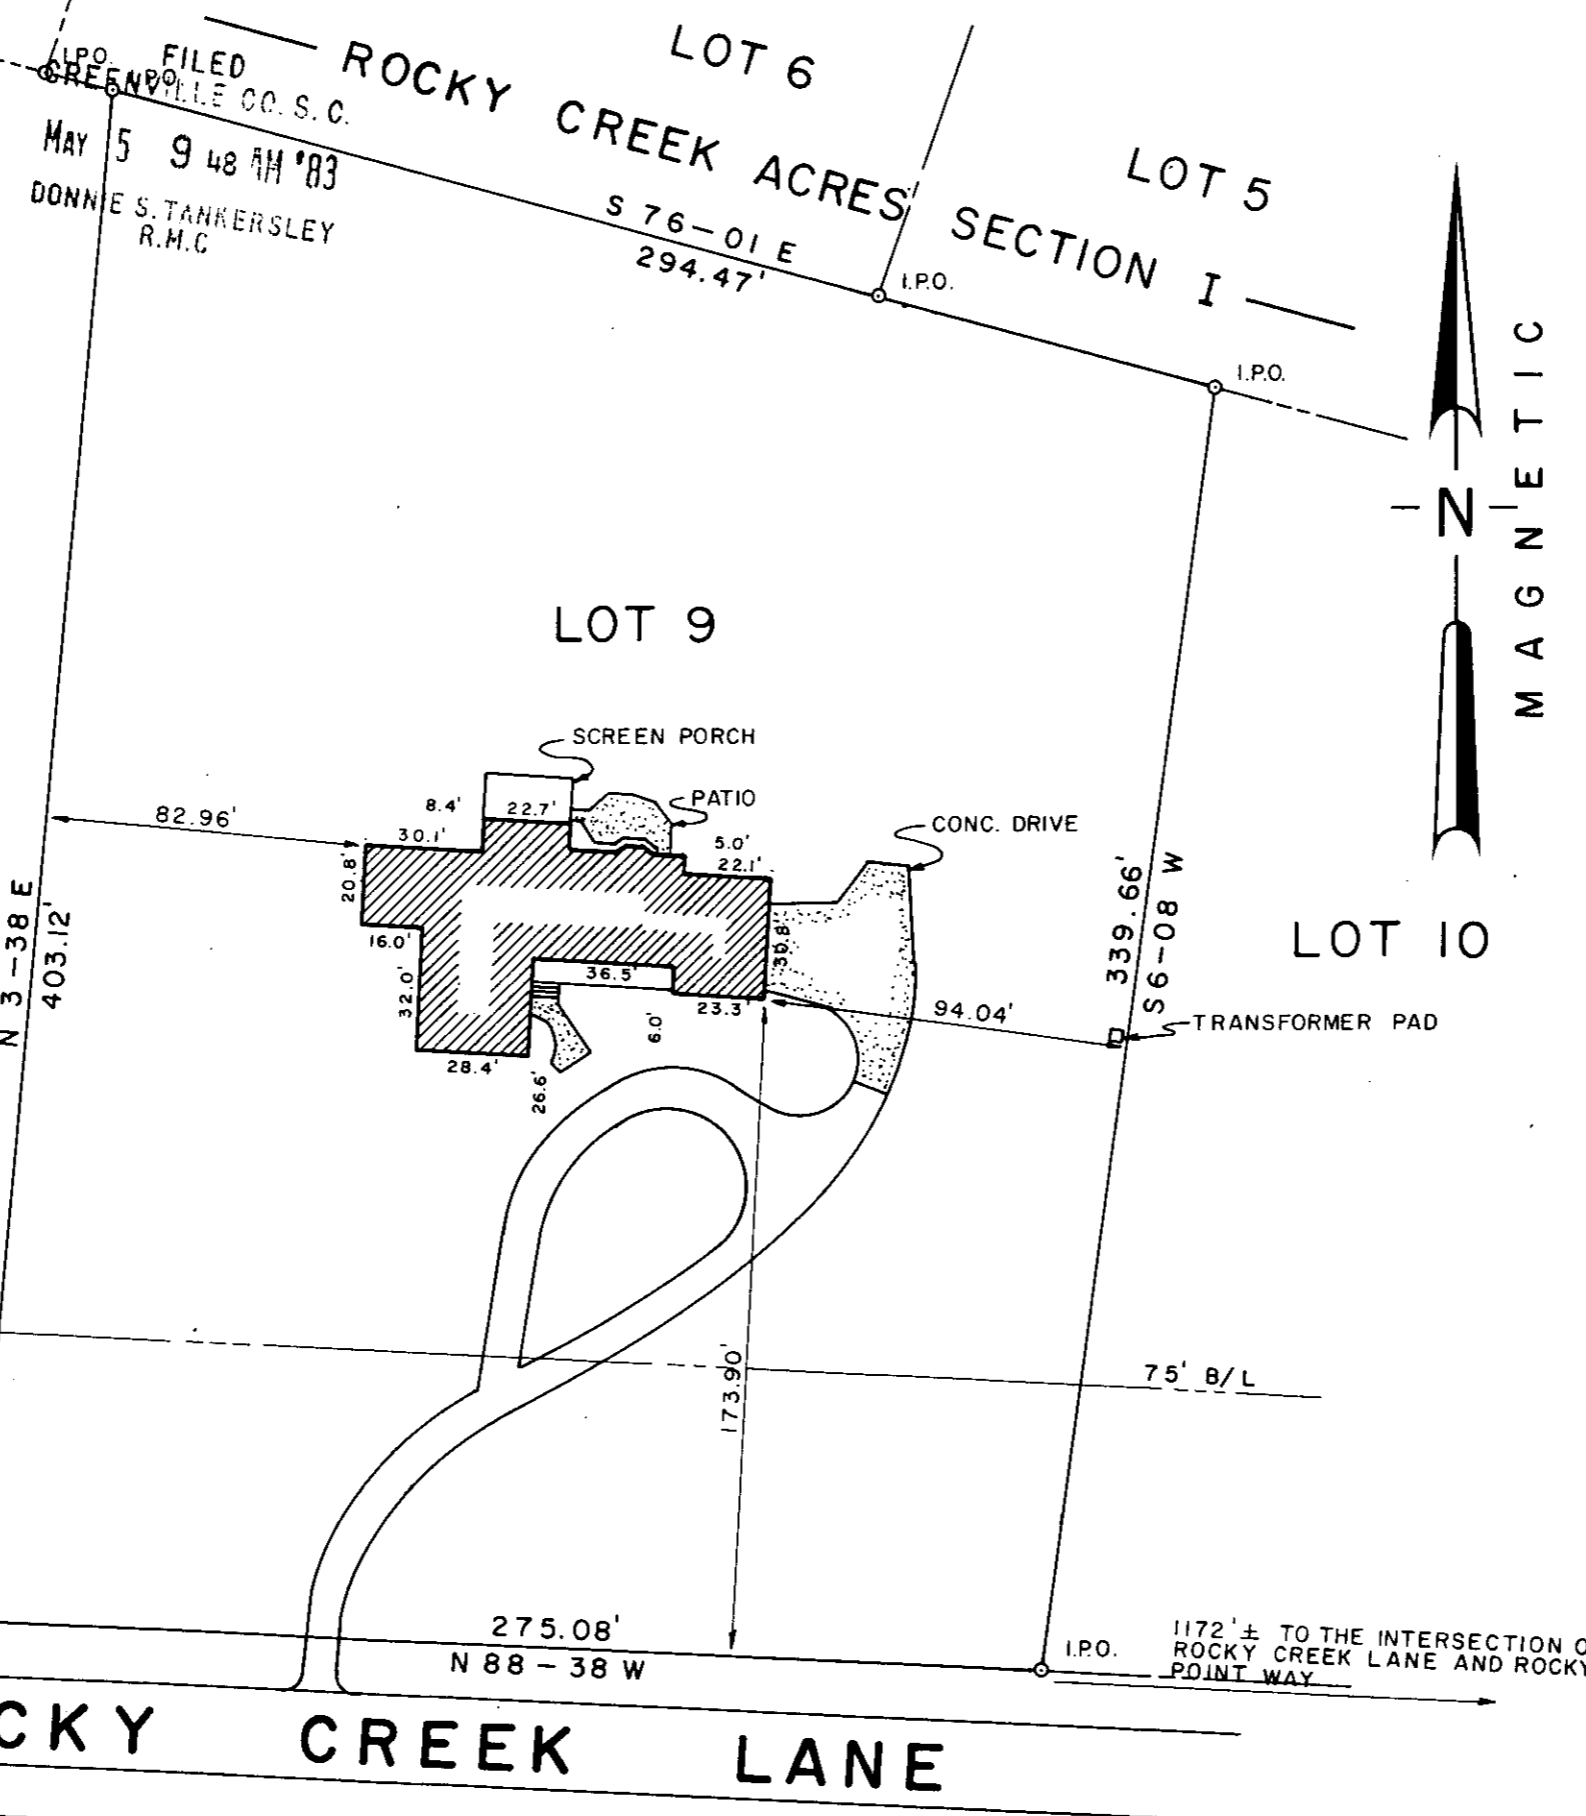 LOT 6
I.P.O.
FILED
GREENVILLE CO. S. C.
I.P.O.
MAY 5 9 48 AM '83
DONNIE S. TANKERSLEY
R.M.C
ROCKY CREEK ACRES SECTION I
LOT 5
S 76-01 E
294.47'
I.P.O.
I.P.O.
MAGNETIC
N
LOT 9
SCREEN PORCH
PATIO
CONC. DRIVE
82.96'
8.4'
22.7'
30.1'
5.0'
22.1'
20.8'
16.0'
32.0'
36.5'
30.8'
23.3'
6.0'
28.4'
26.6'
94.04'
N 3-38 E
403.12'
339.66'
S 6-08 W
LOT 10
TRANSFORMER PAD
173.90'
75' B/L
275.08'
N 88-38 W
I.P.O.
1172'± TO THE INTERSECTION
ROCKY CREEK LANE AND ROCKY
POINT WAY
CKY CREEK LANE